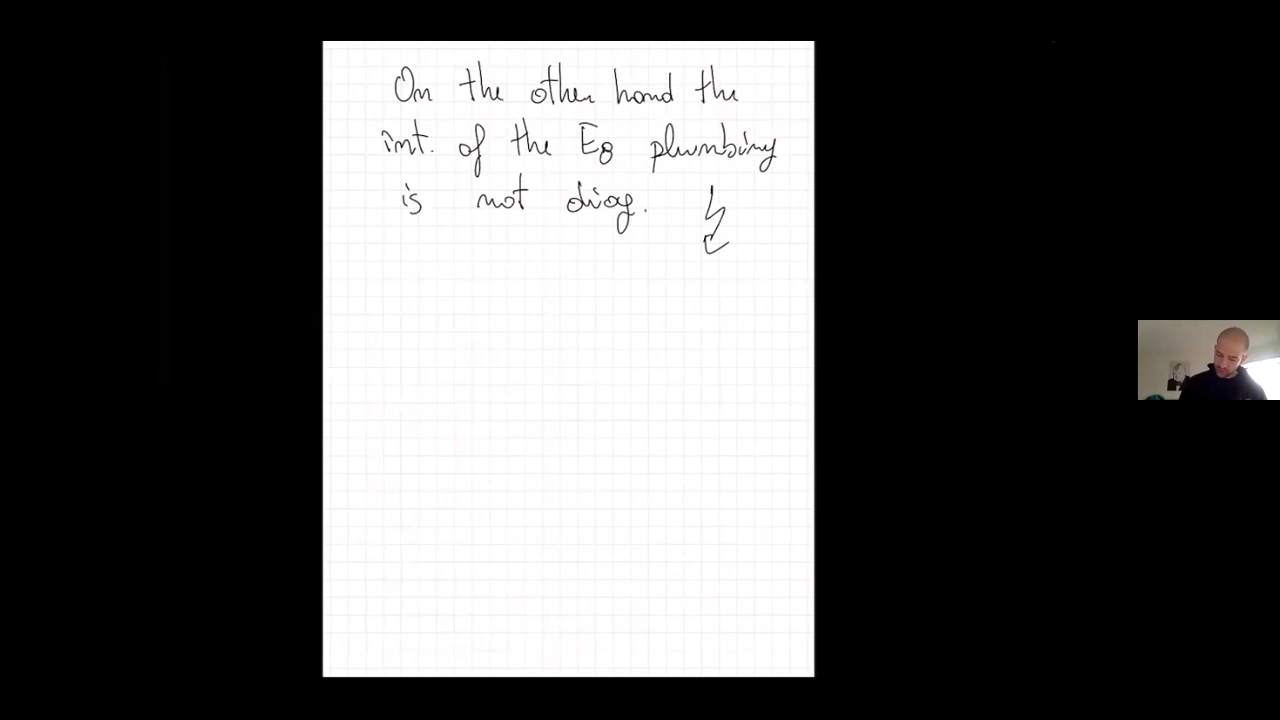 On the other hand the
int. of the E8 plumbing
is not diag.